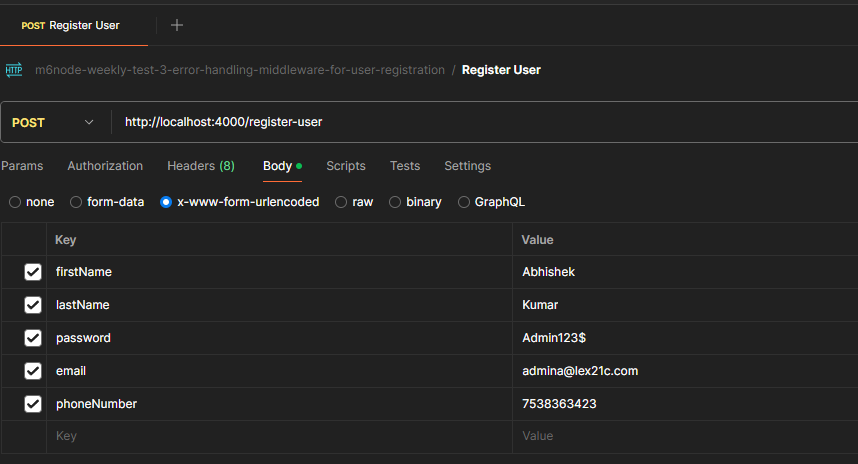 POST Register User
HTTP m6node-weekly-test-3-error-handling-middleware-for-user-registration / Register User
POST http://localhost:4000/register-user
Params Authorization Headers (8) Body Scripts Tests Settings
none form-data x-www-form-urlencoded raw binary GraphQL
Key Value
firstName Abhishek
lastName Kumar
password Admin123$
email admina@lex21c.com
phoneNumber 7538363423
Key Value